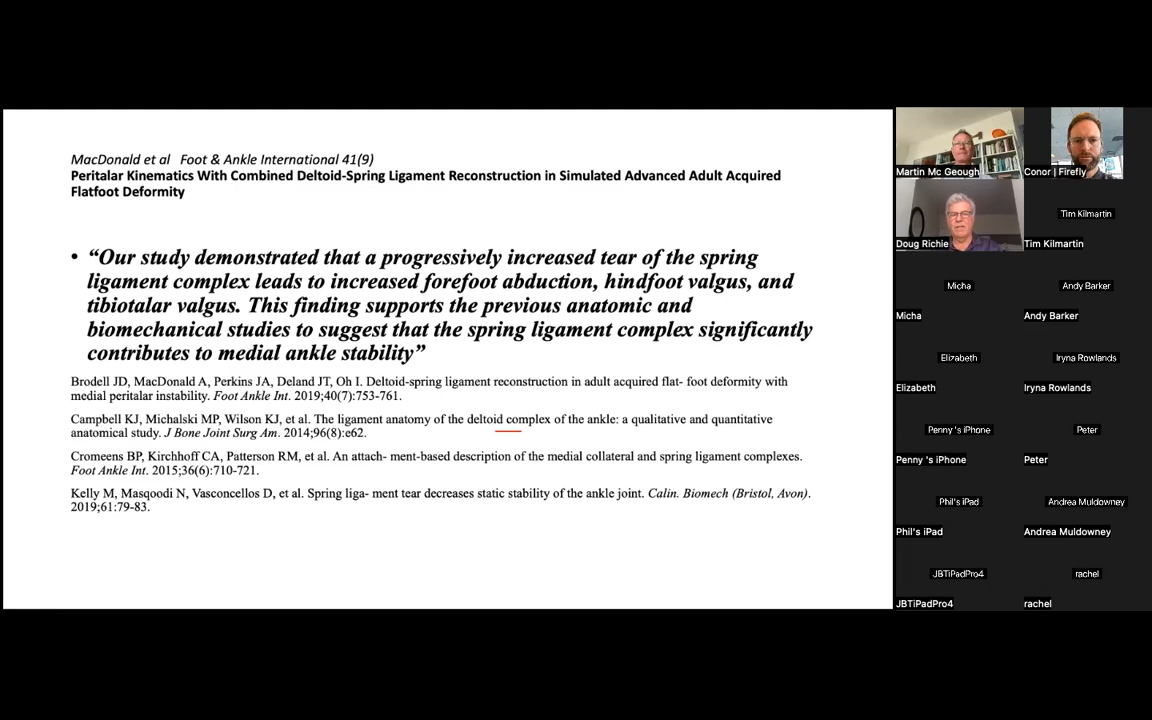 MacDonald et al Foot & Ankle International 41(9)
Peritalar Kinematics With Combined Deltoid-Spring Ligament Reconstruction in Simulated Advanced Adult Acquired
Flatfoot Deformity
• “Our study demonstrated that a progressively increased tear of the spring
ligament complex leads to increased forefoot abduction, hindfoot valgus, and
tibiotalar valgus. This finding supports the previous anatomic and
biomechanical studies to suggest that the spring ligament complex significantly
contributes to medial ankle stability”
Brodell JD, MacDonald A, Perkins JA, Deland JT, Oh I. Deltoid-spring ligament reconstruction in adult acquired flat- foot deformity with
medial peritalar instability. Foot Ankle Int. 2019;40(7):753-761.
Campbell KJ, Michalski MP, Wilson KJ, et al. The ligament anatomy of the deltoid complex of the ankle: a qualitative and quantitative
anatomical study. J Bone Joint Surg Am. 2014;96(8):e62.
Cromeens BP, Kirchhoff CA, Patterson RM, et al. An attach- ment-based description of the medial collateral and spring ligament complexes.
Foot Ankle Int. 2015;36(6):710-721.
Kelly M, Masqoodi N, Vasconcellos D, et al. Spring liga- ment tear decreases static stability of the ankle joint. Calin. Biomech (Bristol, Avon).
2019;61:79-83.
Martin Mc Geough
Conor | Firefly
Doug Richie
Tim Kilmartin
Tim Kilmartin
Micha
Micha
Andy Barker
Andy Barker
Elizabeth
Elizabeth
Iryna Rowlands
Iryna Rowlands
Penny 's iPhone
Penny 's iPhone
Peter
Peter
Phil's iPad
Phil's iPad
Andrea Muldowney
Andrea Muldowney
JBTiPadPro4
JBTiPadPro4
rachel
rachel